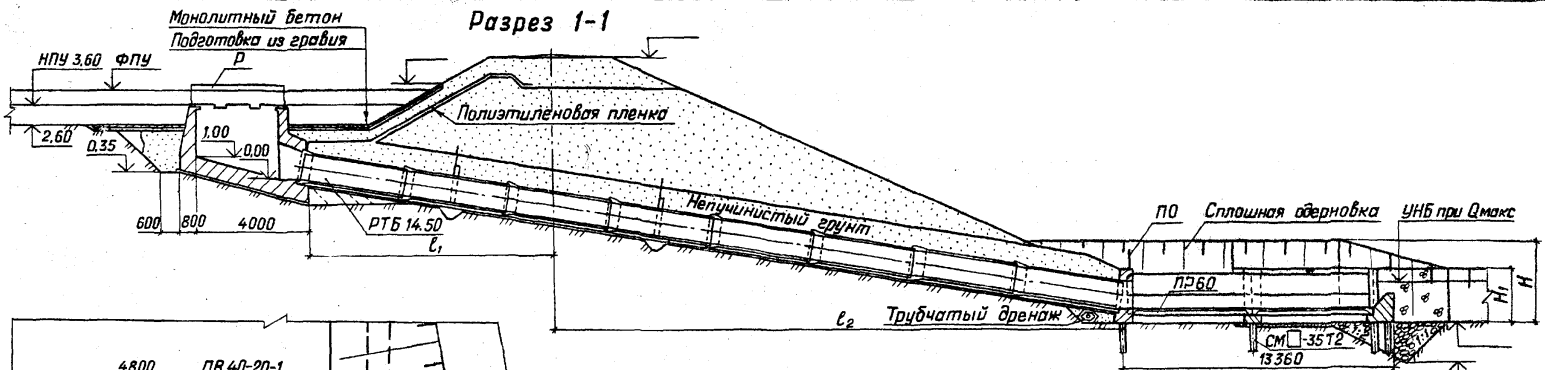 Разрез 1-1
Монолитный бетон
Подготовка из гравия
НПУ 3,60 ФПУ
Р
Полиэтиленовая пленка
2,60
0,35
1,00
0,00
600
800
4000
РТБ 14.50
ℓ₁
Непучинистый грунт
ПО
Сплошная одерновка
УНБ при Qмакс
ПР60
H₁
H
ℓ₂
Трубчатый дренаж
СМ□-35Т2
13360
4800
ПВ 40-20-1